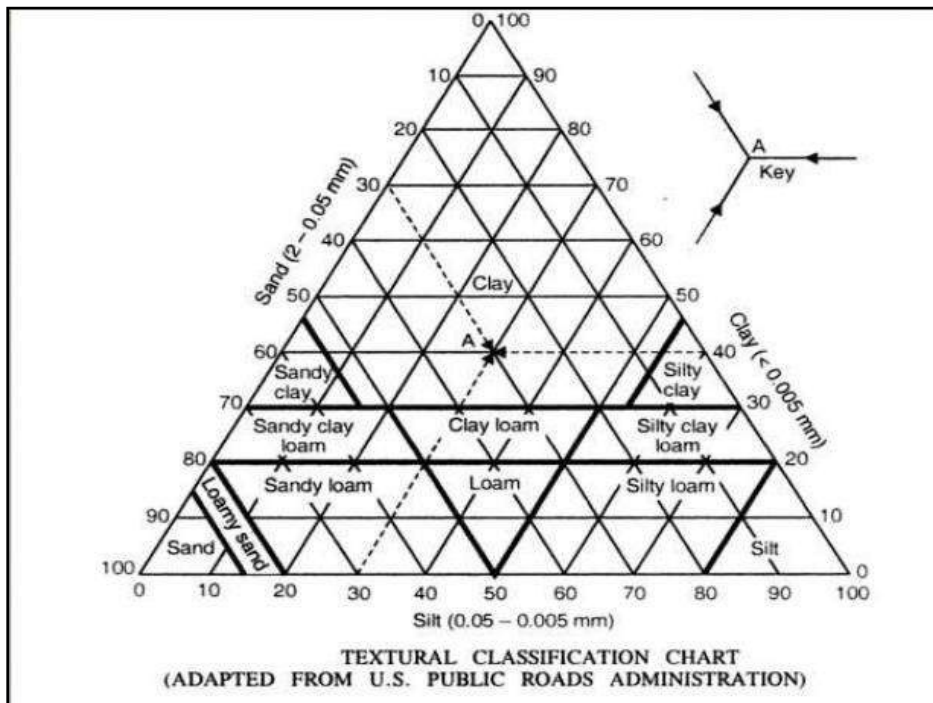 0 100
10 90
20 80
A
Key
30 70
Sand (2 – 0.05 mm)
40 60
Clay
50 50
Clay (< 0.005 mm)
A
60 40
Sandy clay
Silty clay
70 30
Sandy clay loam
Clay loam
Silty clay loam
80 20
Sandy loam
Loam
Silty loam
Loamy sand
90 10
Sand
Silt
100 0
0 10 20 30 40 50 60 70 80 90 100
Silt (0.05 – 0.005 mm)
TEXTURAL CLASSIFICATION CHART
(ADAPTED FROM U.S. PUBLIC ROADS ADMINISTRATION)